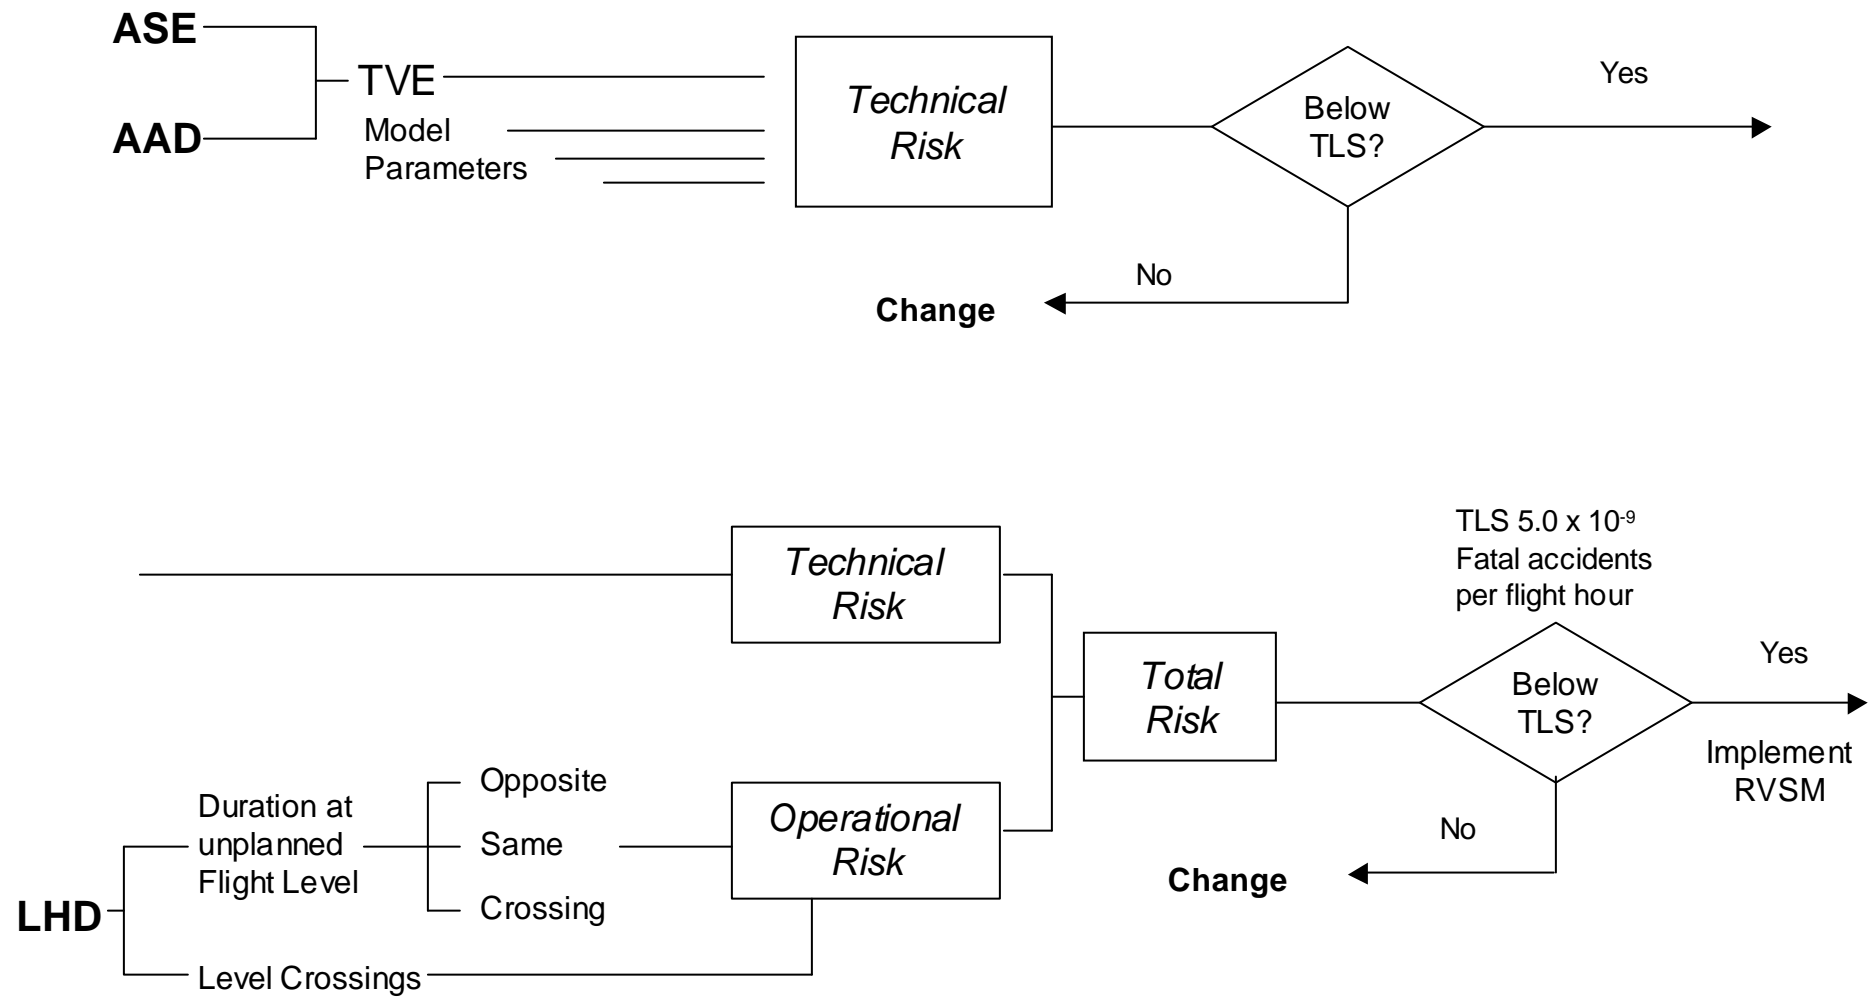 ASE
TVE
AAD
Model
Parameters
Technical
Risk
Below
TLS?
Yes
No
Change
TLS 5.0 x 10⁻⁹
Fatal accidents
per flight hour
Technical
Risk
Total
Risk
Below
TLS?
Yes
Implement
RVSM
No
Change
Operational
Risk
Opposite
Same
Crossing
Duration at
unplanned
Flight Level
LHD
Level Crossings